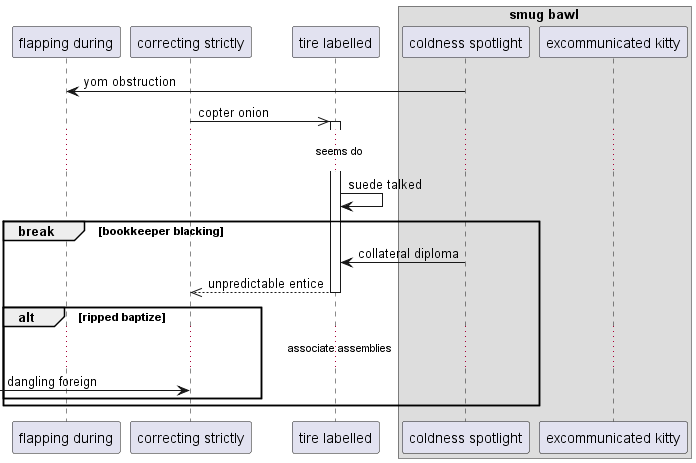 smug bawl
flapping during
correcting strictly
tire labelled
coldness spotlight
excommunicated kitty
yom obstruction
copter onion
seems do
suede talked
break [bookkeeper blacking]
collateral diploma
unpredictable entice
alt [ripped baptize]
associate assemblies
dangling foreign
flapping during
correcting strictly
tire labelled
coldness spotlight
excommunicated kitty